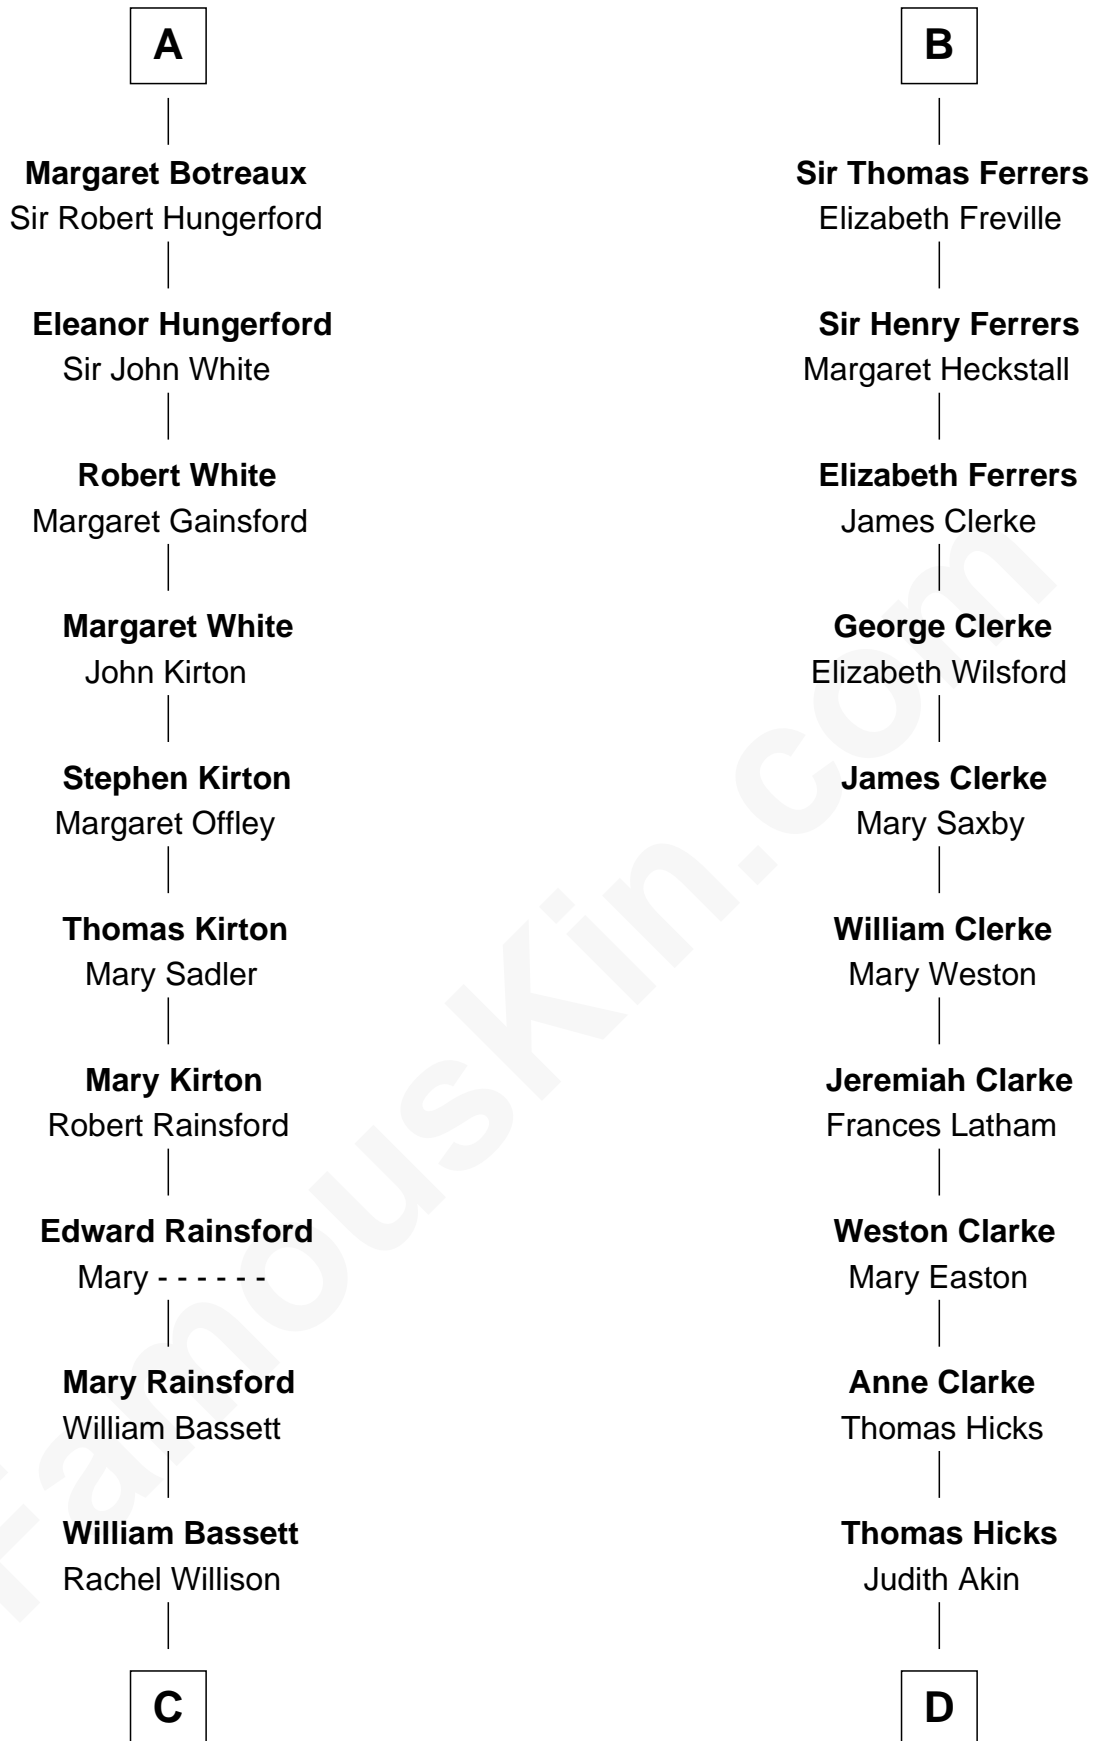 A
Margaret Botreaux
Sir Robert Hungerford
Eleanor Hungerford
Sir John White
Robert White
Margaret Gainsford
Margaret White
John Kirton
Stephen Kirton
Margaret Offley
Thomas Kirton
Mary Sadler
Mary Kirton
Robert Rainsford
Edward Rainsford
Mary - - - - - -
Mary Rainsford
William Bassett
William Bassett
Rachel Willison
C
B
Sir Thomas Ferrers
Elizabeth Freville
Sir Henry Ferrers
Margaret Heckstall
Elizabeth Ferrers
James Clerke
George Clerke
Elizabeth Wilsford
James Clerke
Mary Saxby
William Clerke
Mary Weston
Jeremiah Clarke
Frances Latham
Weston Clarke
Mary Easton
Anne Clarke
Thomas Hicks
Thomas Hicks
Judith Akin
D
FamousKin.com